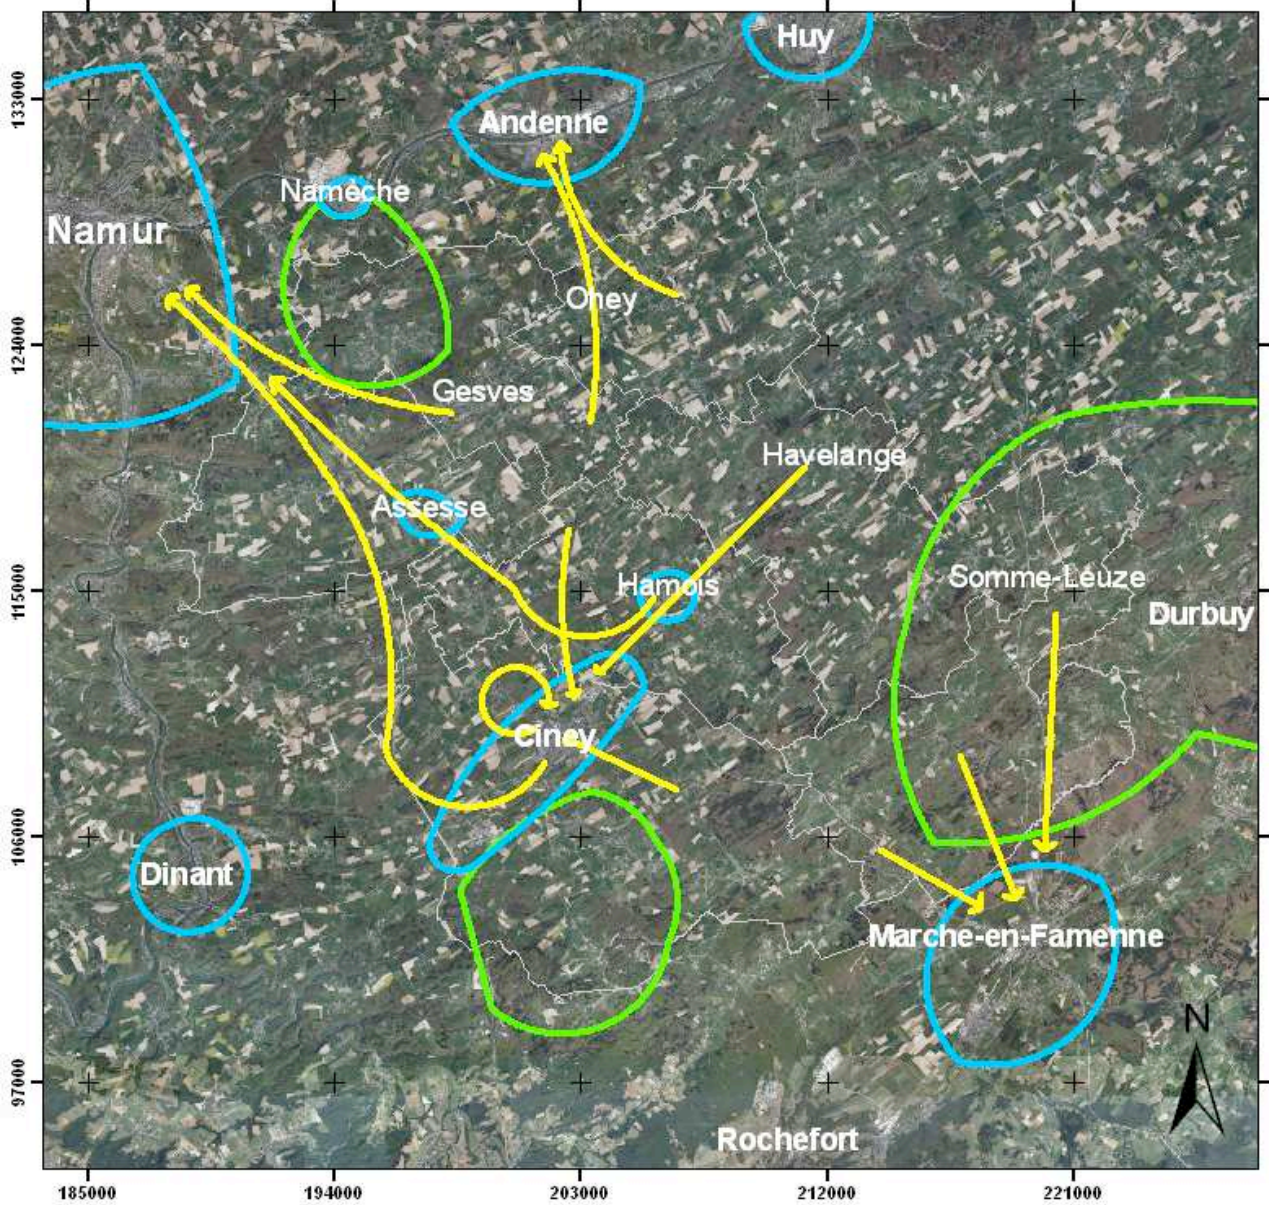 Huy
133000
Andenne
Namèche
Namur
Ohey
124000
Gesves
Havelange
Assesse
115000
Hamois
Somme-Leuze
Durbuy
Ciney
106000
Dinant
Marche-en-Famenne
N
97000
Rochefort
185000 194000 203000 212000 221000